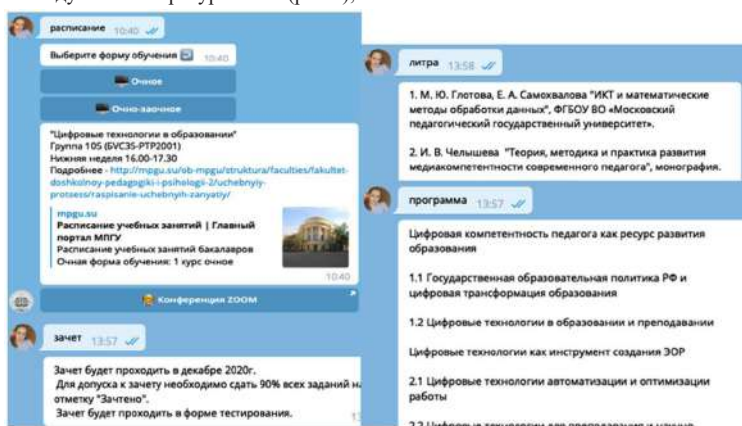 расписание 10:40
Выберите форму обучения
10:40
Очное
Очно-заочное
"Цифровые технологии в образовании"
Группа 105 (БУС35-РТР2001)
Нижняя неделя 16.00-17.30
Подробнее - http://mpgu.su/ob-mpgu/struktura/faculties/fakultet-
doshkolnoy-pedagogiki-i-psihologii-2/uchebnyiy-
protsess/raspisanie-uchebnyih-zanyatiy/
mpgu.su
Расписание учебных занятий | Главный
портал МПГУ
Расписание учебных занятий бакалавров
Очная форма обучения: 1 курс очное
10:40
Конференция ZOOM
зачет 13:57
Зачет будет проходить в декабре 2020г.
Для допуска к зачету необходимо сдать 90% всех заданий на
отметку "Зачтено".
Зачет будет проходить в форме тестирования.
литра 13:58
1. М. Ю. Глотова, Е. А. Самохвалова "ИКТ и математические
методы обработки данных", ФГБОУ ВО «Московский
педагогический государственный университет».
2. И. В. Челышева "Теория, методика и практика развития
медиакомпетентности современного педагога", монография.
программа 13:57
Цифровая компетентность педагога как ресурс развития
образования
1.1 Государственная образовательная политика РФ и
цифровая трансформация образования
1.2 Цифровые технологии в образовании и преподавании
Цифровые технологии как инструмент создания ЭОР
2.1 Цифровые технологии автоматизации и оптимизации
работы